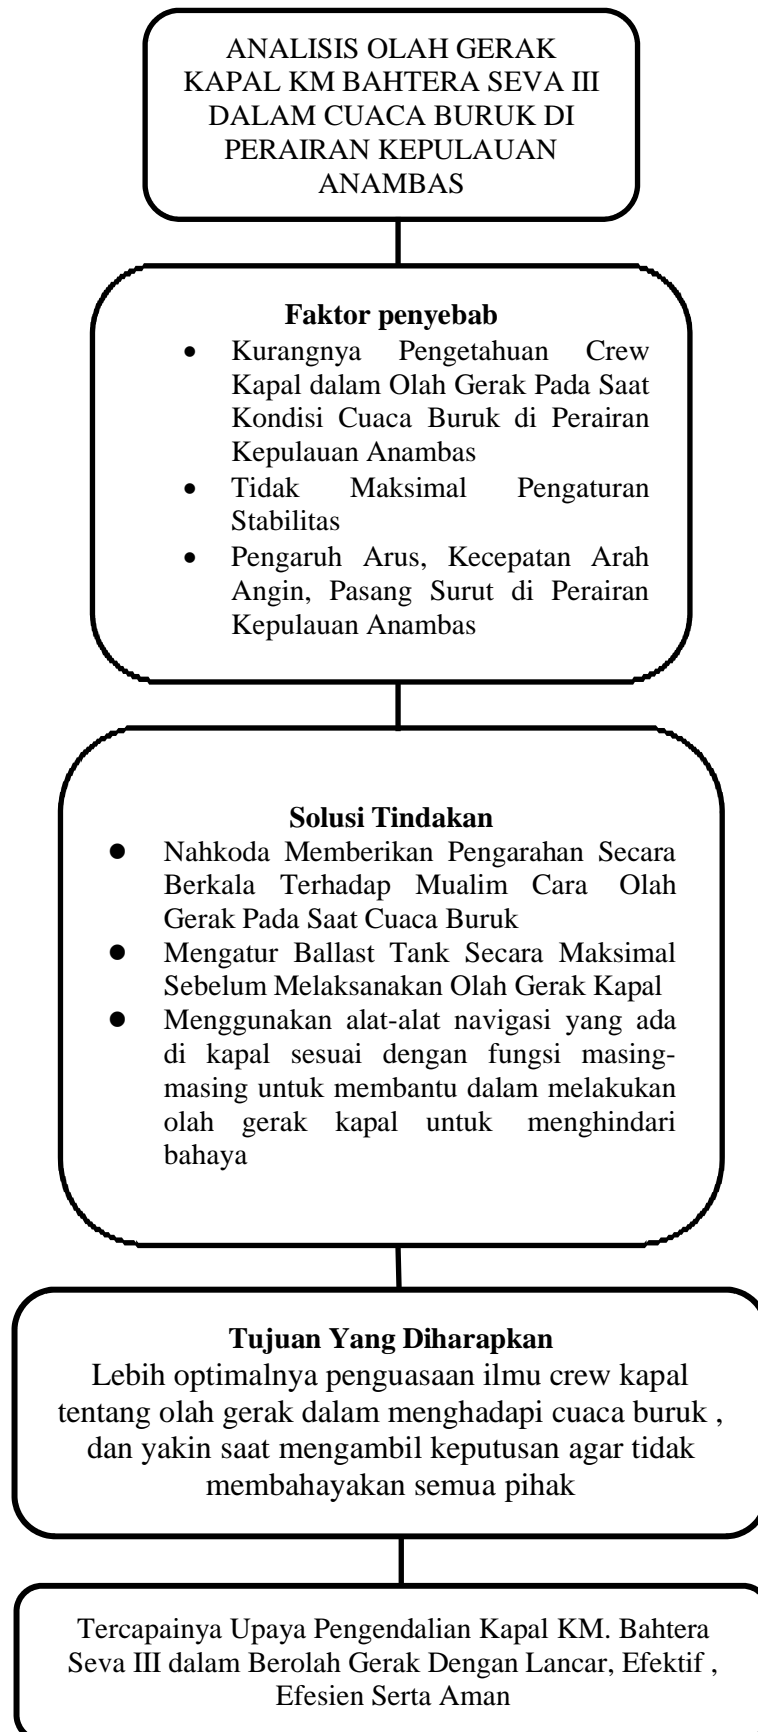 ANALISIS OLAH GERAK
KAPAL KM BAHTERA SEVA III
DALAM CUACA BURUK DI
PERAIRAN KEPULAUAN
ANAMBAS
Faktor penyebab
• Kurangnya Pengetahuan Crew
Kapal dalam Olah Gerak Pada Saat
Kondisi Cuaca Buruk di Perairan
Kepulauan Anambas
• Tidak Maksimal Pengaturan
Stabilitas
• Pengaruh Arus, Kecepatan Arah
Angin, Pasang Surut di Perairan
Kepulauan Anambas
Solusi Tindakan
● Nahkoda Memberikan Pengarahan Secara
Berkala Terhadap Mualim Cara Olah
Gerak Pada Saat Cuaca Buruk
● Mengatur Ballast Tank Secara Maksimal
Sebelum Melaksanakan Olah Gerak Kapal
● Menggunakan alat-alat navigasi yang ada
di kapal sesuai dengan fungsi masing-
masing untuk membantu dalam melakukan
olah gerak kapal untuk menghindari
bahaya
Tujuan Yang Diharapkan
Lebih optimalnya penguasaan ilmu crew kapal
tentang olah gerak dalam menghadapi cuaca buruk ,
dan yakin saat mengambil keputusan agar tidak
membahayakan semua pihak
Tercapainya Upaya Pengendalian Kapal KM. Bahtera
Seva III dalam Berolah Gerak Dengan Lancar, Efektif ,
Efesien Serta Aman